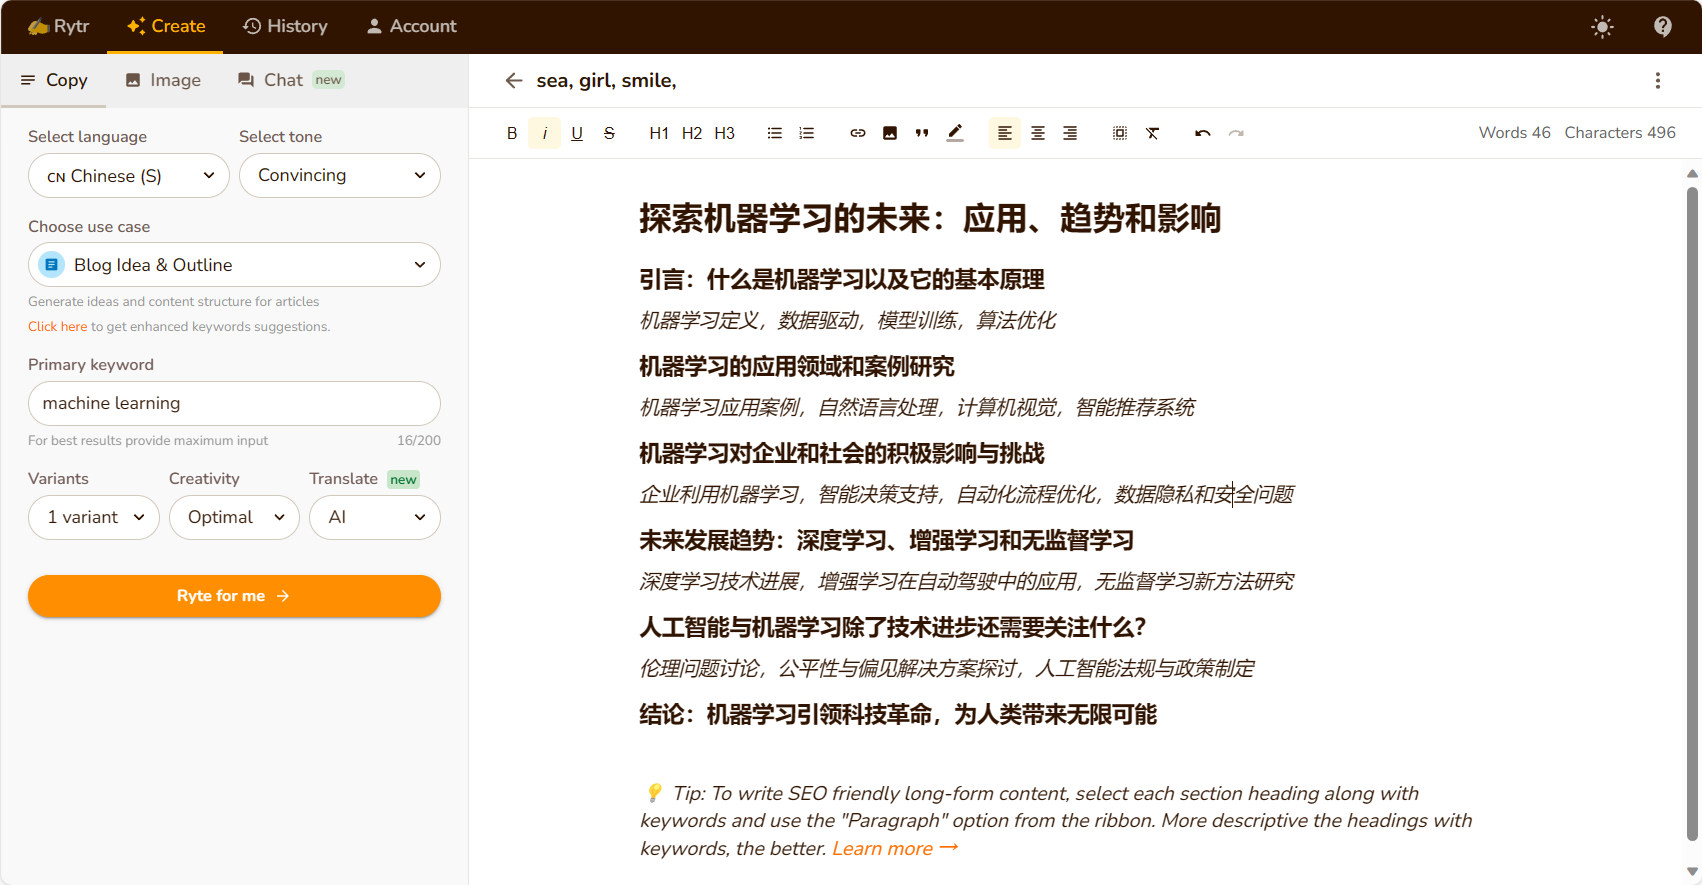 Rytr Create History Account
Copy Image Chat new
sea, girl, smile,
B i U S H1 H2 H3 Words 46 Characters 496
Select language Select tone
CN Chinese (S) Convincing
Choose use case
Blog Idea & Outline
Generate ideas and content structure for articles
Click here to get enhanced keywords suggestions.
Primary keyword
machine learning
For best results provide maximum input 16/200
Variants Creativity Translate new
1 variant Optimal AI
Ryte for me →
探索机器学习的未来：应用、趋势和影响
引言：什么是机器学习以及它的基本原理
机器学习定义，数据驱动，模型训练，算法优化
机器学习的应用领域和案例研究
机器学习应用案例，自然语言处理，计算机视觉，智能推荐系统
机器学习对企业和社会的积极影响与挑战
企业利用机器学习，智能决策支持，自动化流程优化，数据隐私和安全问题
未来发展趋势：深度学习、增强学习和无监督学习
深度学习技术进展，增强学习在自动驾驶中的应用，无监督学习新方法研究
人工智能与机器学习除了技术进步还需要关注什么？
伦理问题讨论，公平性与偏见解决方案探讨，人工智能法规与政策制定
结论：机器学习引领科技革命，为人类带来无限可能
💡 Tip: To write SEO friendly long-form content, select each section heading along with
keywords and use the "Paragraph" option from the ribbon. More descriptive the headings with
keywords, the better. Learn more →